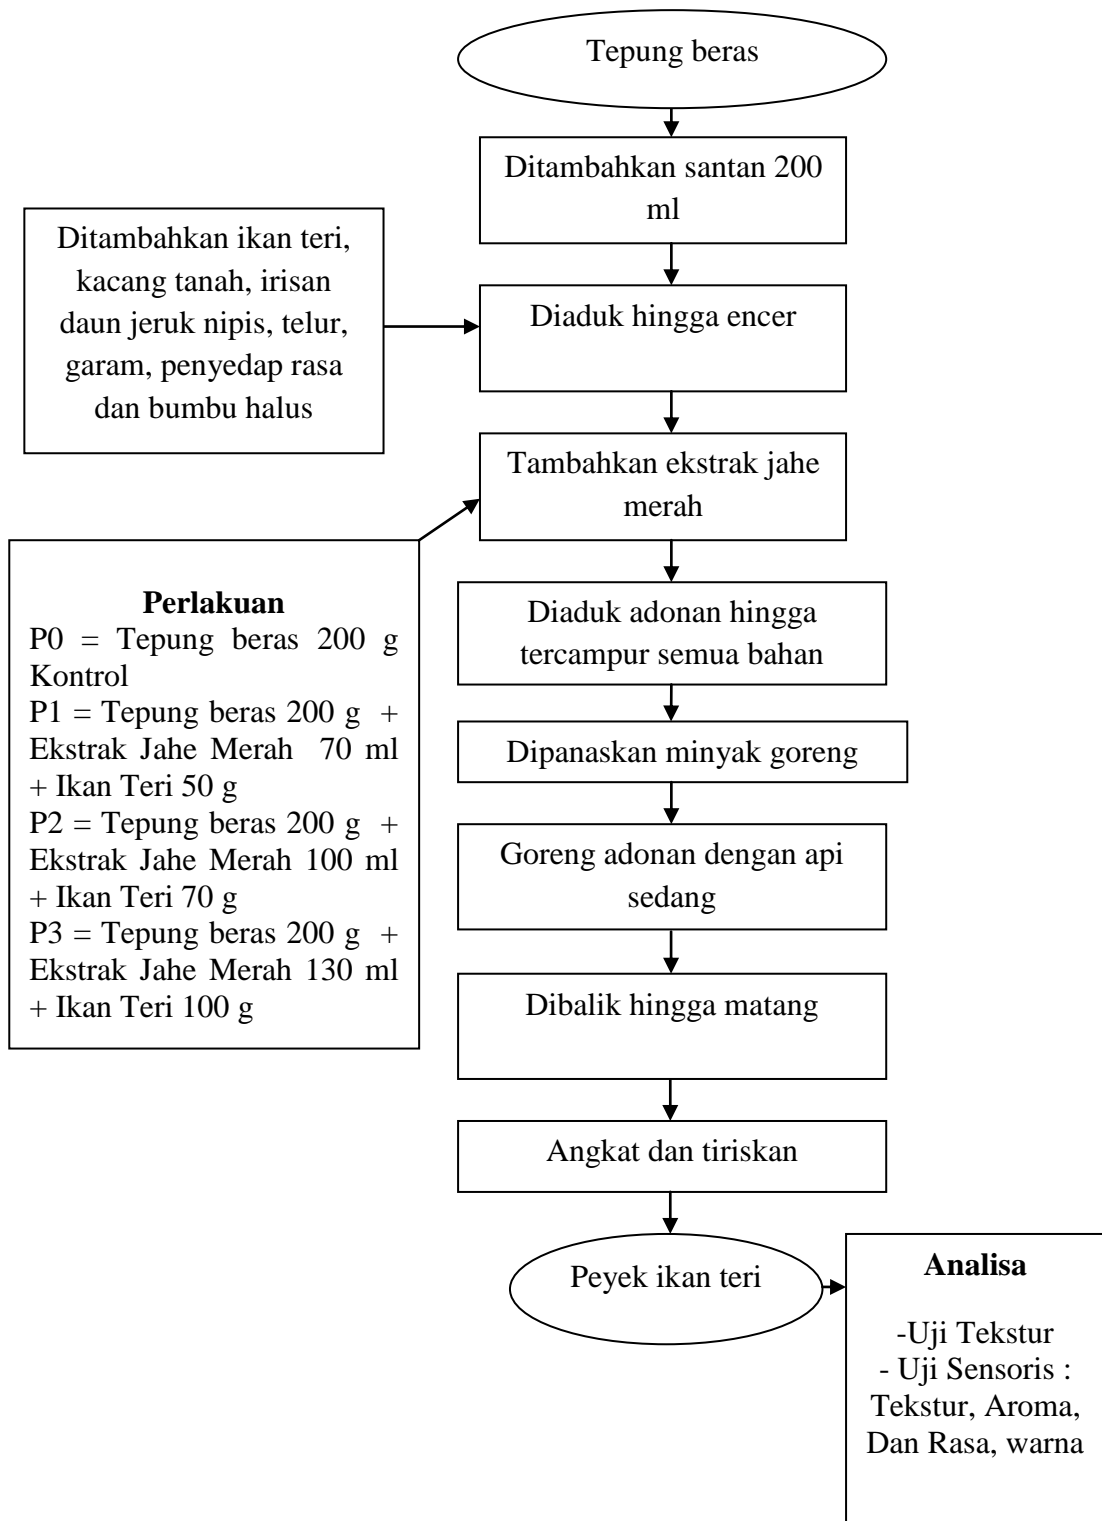 Tepung beras
Ditambahkan santan 200
ml
Ditambahkan ikan teri,
kacang tanah, irisan
daun jeruk nipis, telur,
garam, penyedap rasa
dan bumbu halus
Diaduk hingga encer
Tambahkan ekstrak jahe
merah
Perlakuan
P0 = Tepung beras 200 g
Kontrol
P1 = Tepung beras 200 g +
Ekstrak Jahe Merah 70 ml
+ Ikan Teri 50 g
P2 = Tepung beras 200 g +
Ekstrak Jahe Merah 100 ml
+ Ikan Teri 70 g
P3 = Tepung beras 200 g +
Ekstrak Jahe Merah 130 ml
+ Ikan Teri 100 g
Diaduk adonan hingga
tercampur semua bahan
Dipanaskan minyak goreng
Goreng adonan dengan api
sedang
Dibalik hingga matang
Angkat dan tiriskan
Peyek ikan teri
Analisa
-Uji Tekstur
- Uji Sensoris :
Tekstur, Aroma,
Dan Rasa, warna